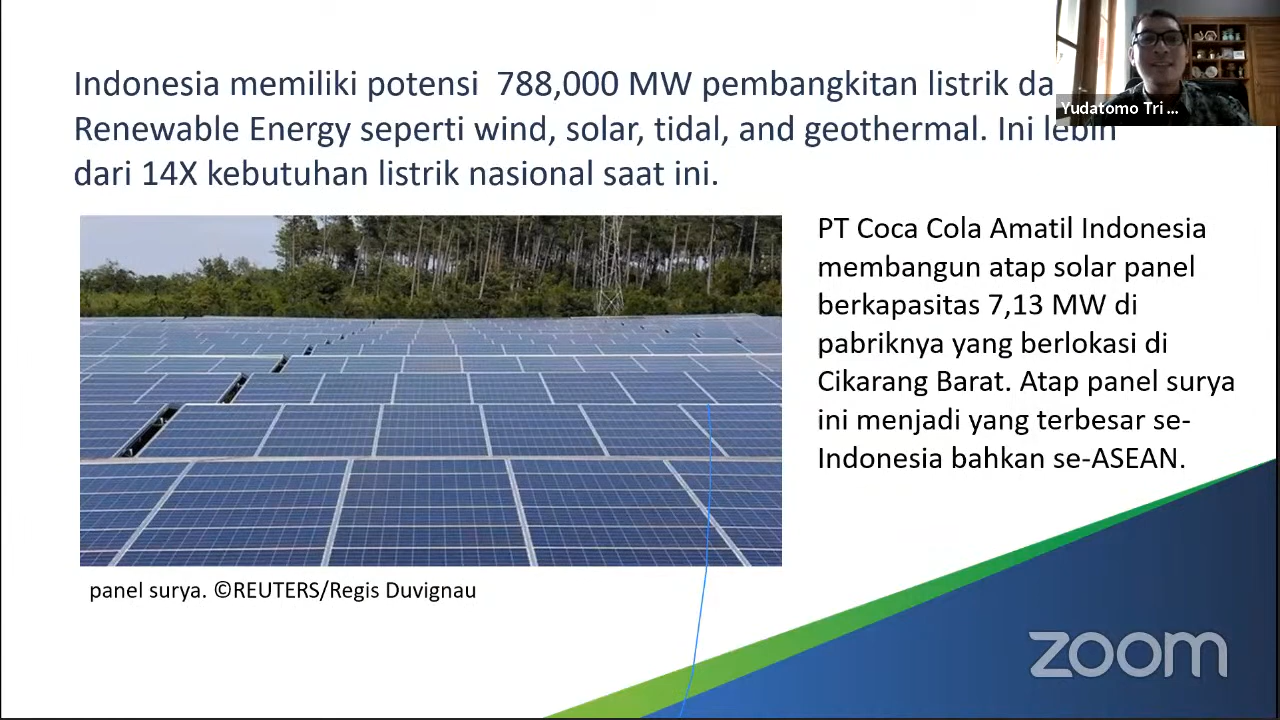 Indonesia memiliki potensi 788,000 MW pembangkitan listrik da
Renewable Energy seperti wind, solar, tidal, and geothermal. Ini lebih
dari 14X kebutuhan listrik nasional saat ini.
Yudatomo Tri ...
PT Coca Cola Amatil Indonesia
membangun atap solar panel
berkapasitas 7,13 MW di
pabriknya yang berlokasi di
Cikarang Barat. Atap panel surya
ini menjadi yang terbesar se-
Indonesia bahkan se-ASEAN.
panel surya. ©REUTERS/Regis Duvignau
zoom